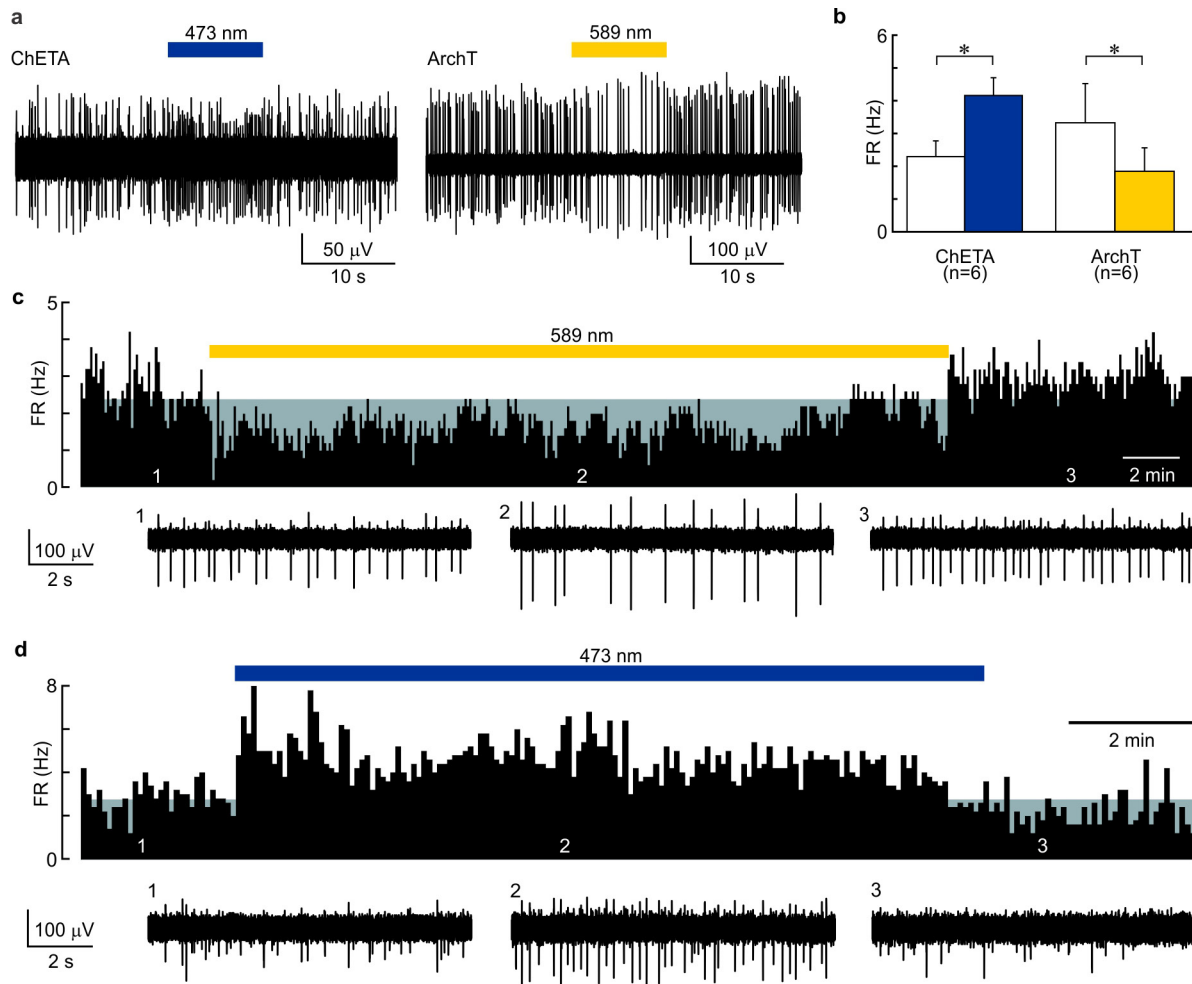 a
473 nm
ChETA
50 µV
10 s
589 nm
ArchT
100 µV
10 s
b
6
FR (Hz)
0
*
*
ChETA
(n=6)
ArchT
(n=6)
c
5
FR (Hz)
0
589 nm
1
2
3
2 min
100 µV
2 s
1
2
3
d
8
FR (Hz)
0
473 nm
2 min
1
2
3
100 µV
2 s
1
2
3